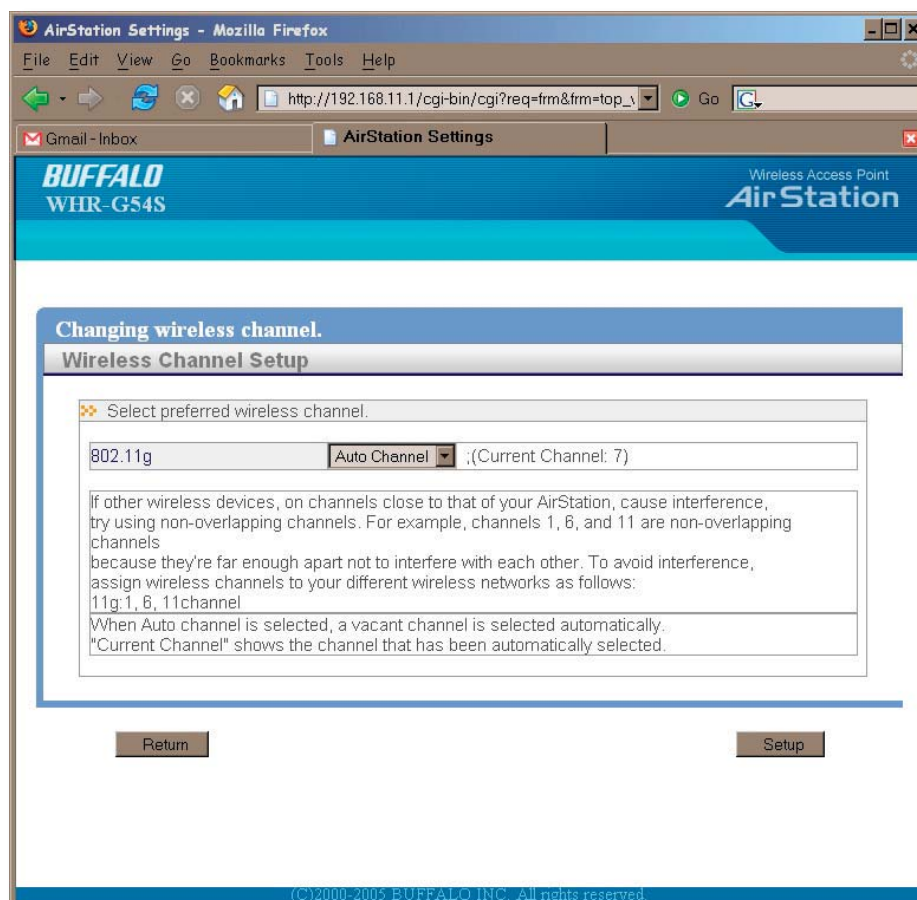 AirStation Settings - Mozilla Firefox
File Edit View Go Bookmarks Tools Help
http://192.168.11.1/cgi-bin/cgi?req=frm&frm=top_ Go G
Gmail - Inbox AirStation Settings
BUFFALO
WHR-G54S
Wireless Access Point
AirStation
Changing wireless channel.
Wireless Channel Setup
Select preferred wireless channel.
802.11g Auto Channel ;(Current Channel: 7)
If other wireless devices, on channels close to that of your AirStation, cause interference,
try using non-overlapping channels. For example, channels 1, 6, and 11 are non-overlapping
channels
because they're far enough apart not to interfere with each other. To avoid interference,
assign wireless channels to your different wireless networks as follows:
11g:1, 6, 11channel
When Auto channel is selected, a vacant channel is selected automatically.
"Current Channel" shows the channel that has been automatically selected.
Return Setup
(C)2000-2005 BUFFALO INC. All rights reserved.